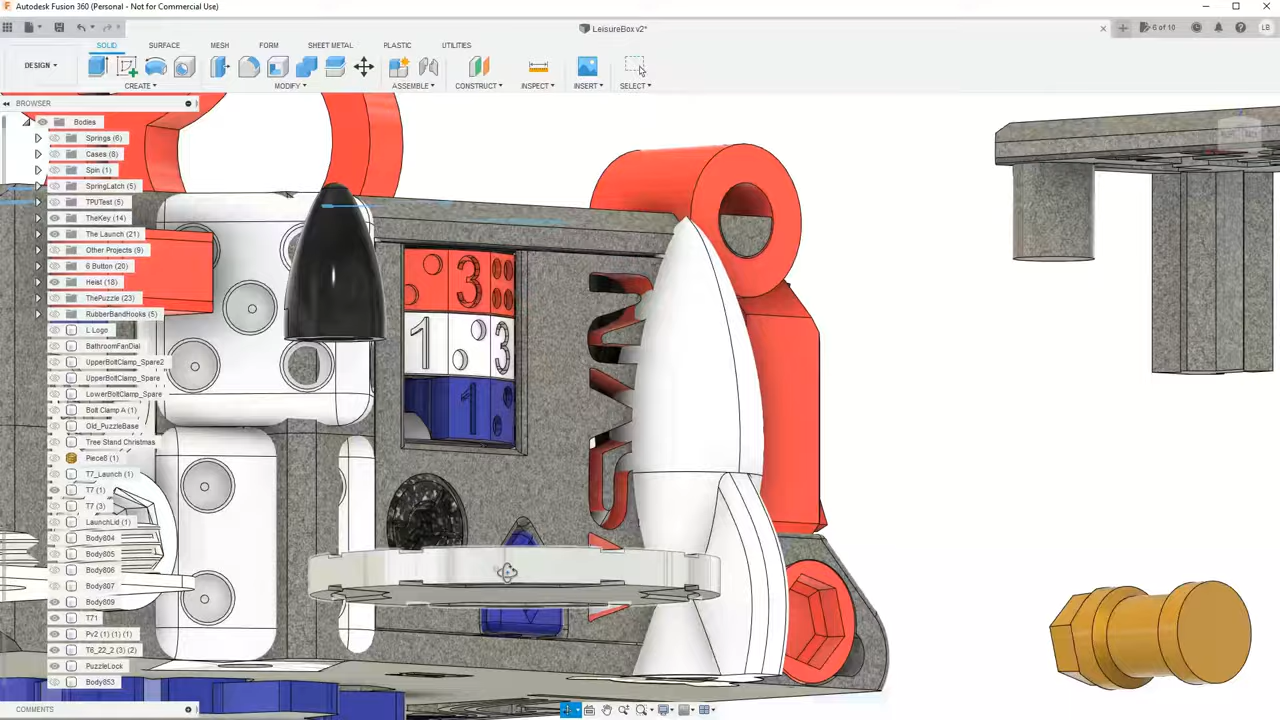 Autodesk Fusion 360 (Personal - Not for Commercial Use)
LeisureBox v2*
6 of 10
LB
SOLID
SURFACE
MESH
FORM
SHEET METAL
PLASTIC
UTILITIES
DESIGN
CREATE
MODIFY
ASSEMBLE
CONSTRUCT
INSPECT
INSERT
SELECT
BROWSER
Bodies
Springs (6)
Cases (8)
Spin (1)
SpringLatch (5)
TPUTest (5)
TheKey (14)
The Launch (21)
Other Projects (9)
6 Button (20)
Heist (18)
ThePuzzle (23)
RubberBandHooks (5)
L Logo
BathroomFanDial
UpperBoltClamp_Spare2
UpperBoltClamp_Spare
LowerBoltClamp_Spare
Bolt Clamp A (1)
Old_PuzzleBase
Tree Stand Christmas
Piece8 (1)
T7_Launch (1)
T7 (1)
T7 (3)
LaunchLid (1)
Body804
Body805
Body806
Body807
Body809
T71
Pv2 (1) (1) (1)
T6_22_2 (3) (2)
PuzzleLock
Body853
3
1 3
1
COMMENTS